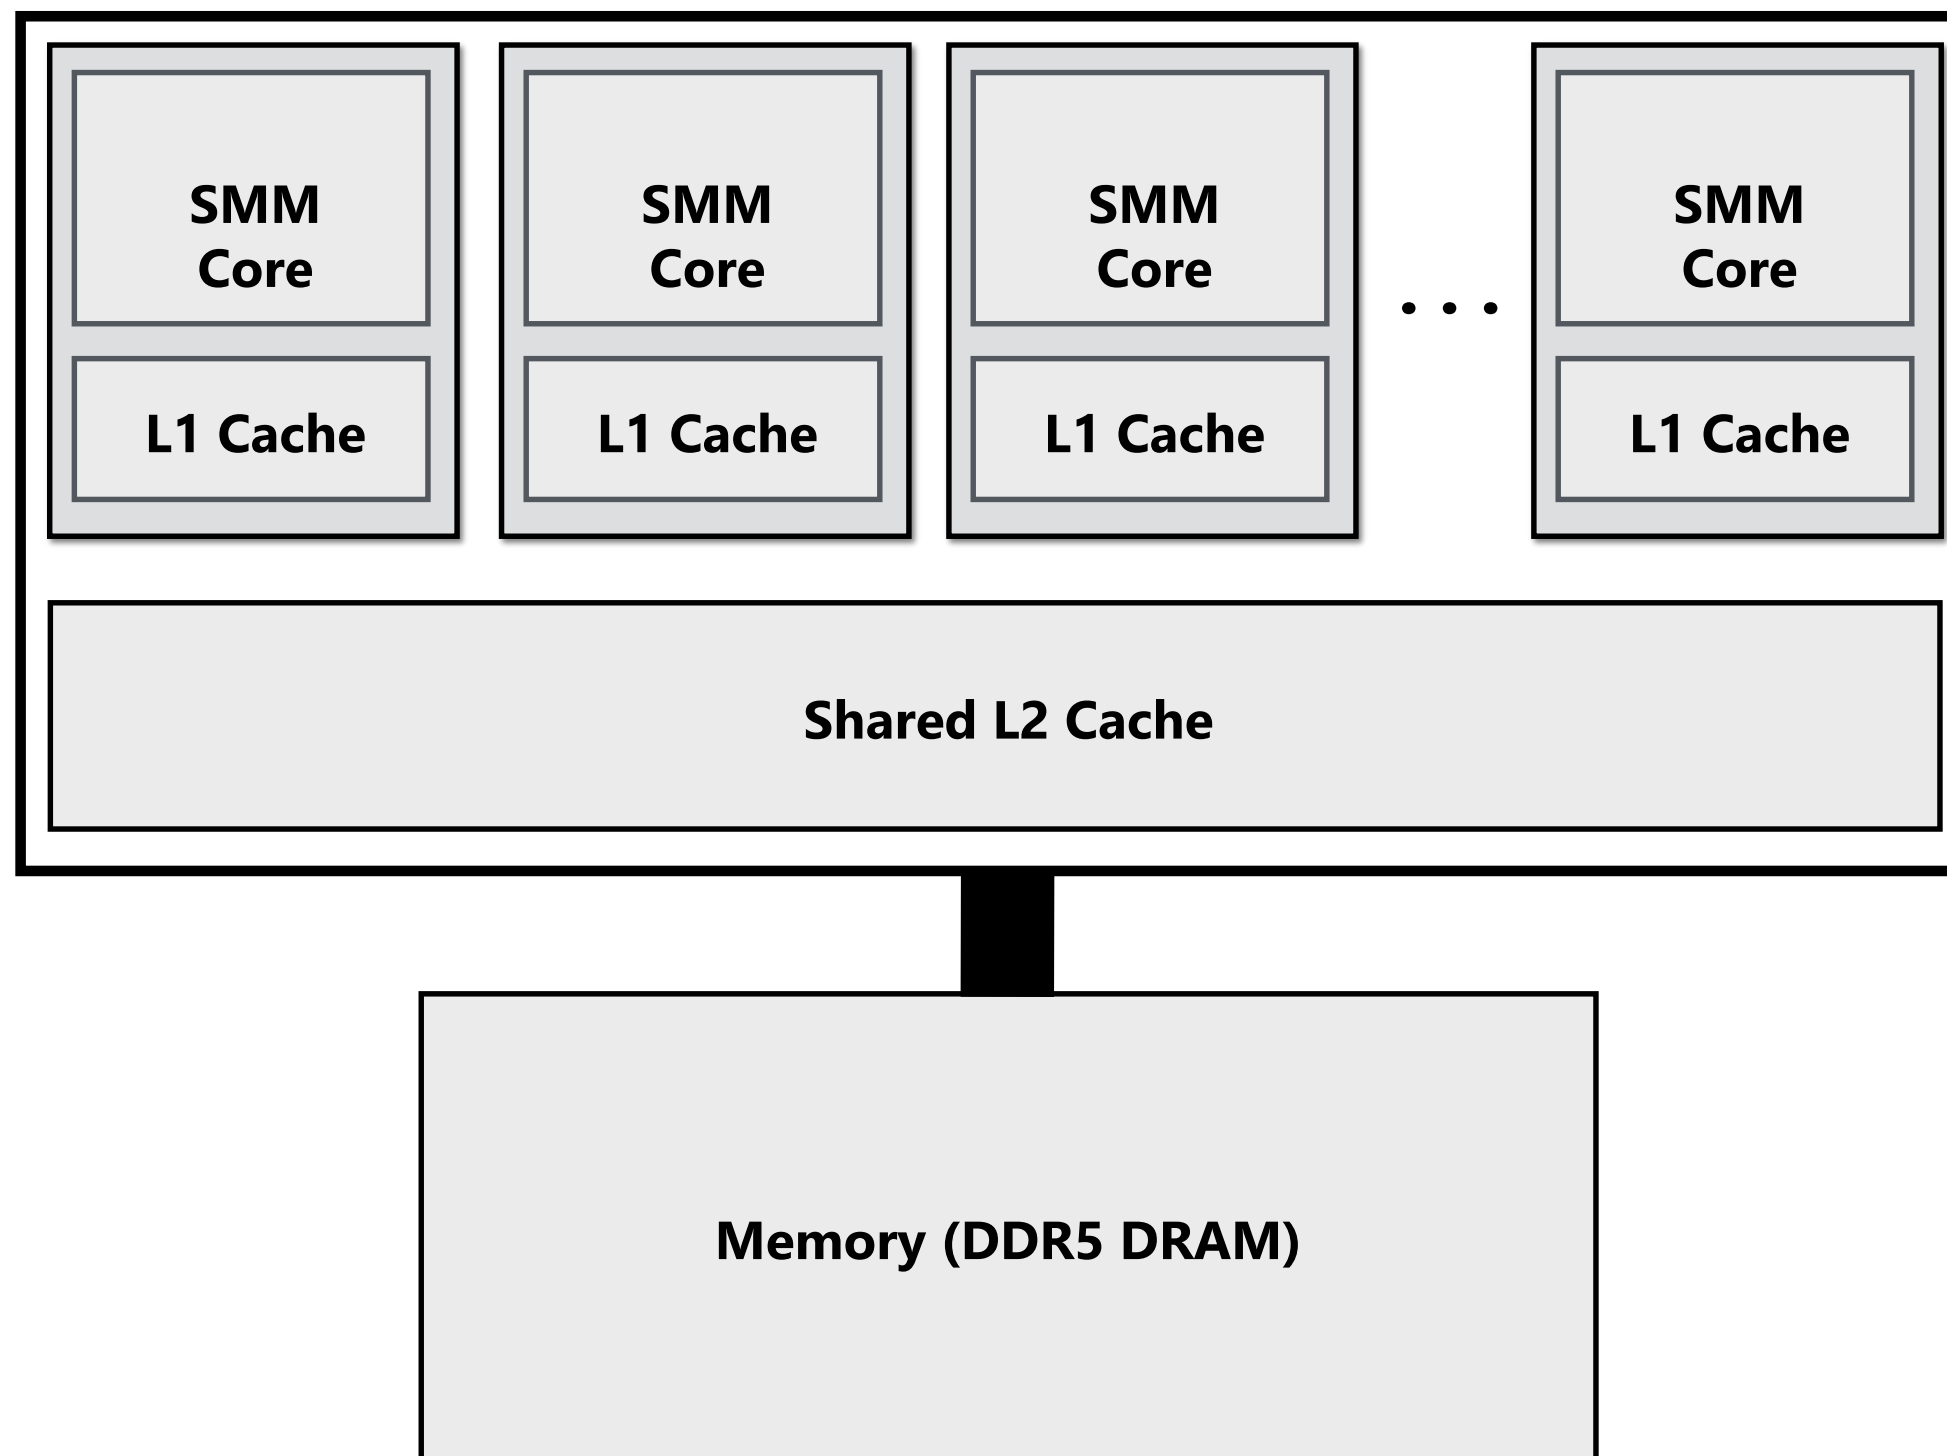 SMM
Core
L1 Cache
SMM
Core
L1 Cache
SMM
Core
L1 Cache
. . .
SMM
Core
L1 Cache
Shared L2 Cache
Memory (DDR5 DRAM)